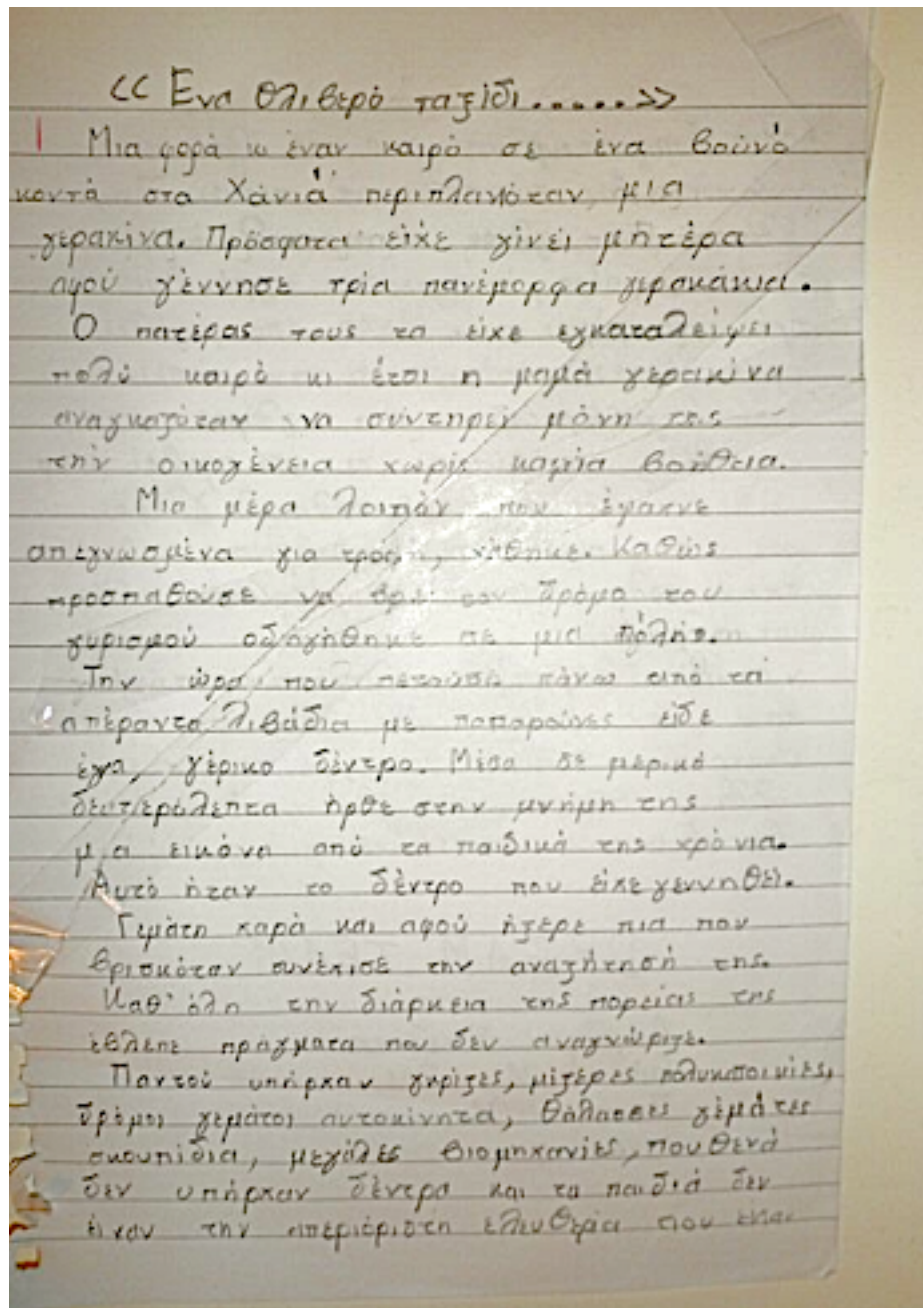 << Ενα θλιβερό ταξίδι.....>>
Μια φορά κι έναν καιρό σε ένα βουνό
κοντά στα Χάνιά περιπλανιόταν μια
γερακίνα. Πρόσφατα είχε γίνει μητέρα
αφού γέννησε τρία πανέμορφα γερακάκια.
Ο πατέρας τους τα είχε εγκαταλείψει
πολύ καιρό κι έτσι η μαμά γερακίνα
αναγκαζόταν να συντηρεί μόνη της
την οικογένεια χωρίς καμία βοήθεια.
Μια μέρα λοιπόν που έψαχνε
απεγνωσμένα για τροφή, χάθηκε. Καθώς
προσπαθούσε να βρει τον δρόμο του
γυρισμού οδηγήθηκε σε μια πόλη.
Την ώρα που πετούσε πάνω από τα
απέραντα λιβάδια με παπαρούνες είδε
ένα γέρικο δέντρο. Μέσα σε μερικά
δευτερόλεπτα ήρθε στην μνήμη της
μια εικόνα από τα παιδικά της χρόνια.
Αυτό ήταν το δέντρο που είχε γεννηθεί.
Γεμάτη χαρά και αφού ήξερε πια που
βρισκόταν συνέχισε την αναζήτησή της.
Καθ' όλη την διάρκεια της πορείας της
έβλεπε πράγματα που δεν αναγνώριζε.
Παντού υπήρχαν γκρίζες, μίζερες πολυκατοικίες,
δρόμοι γεμάτοι αυτοκίνητα, θάλασσες γεμάτες
σκουπίδια, μεγάλες βιομηχανίες, πουθενά
δεν υπήρχαν δέντρα και τα παιδιά δεν
είχαν την απεριόριστη ελευθερία που